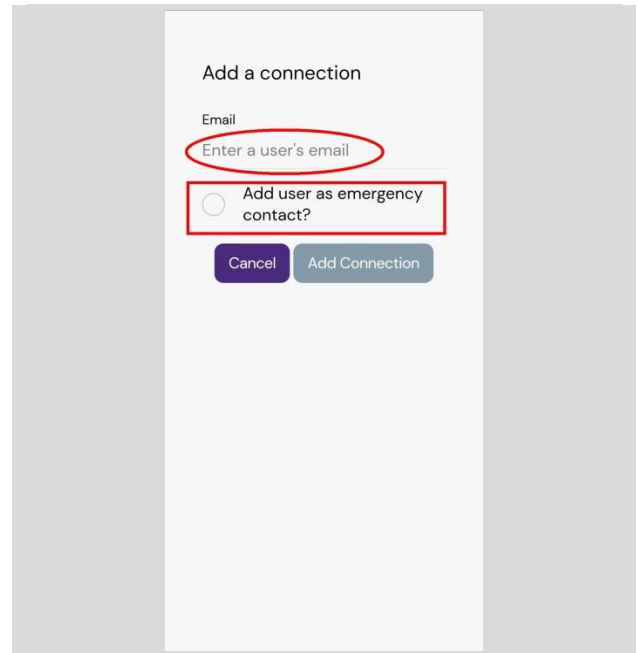 Add a connection
Email
Enter a user's email
Add user as emergency
contact?
Cancel
Add Connection